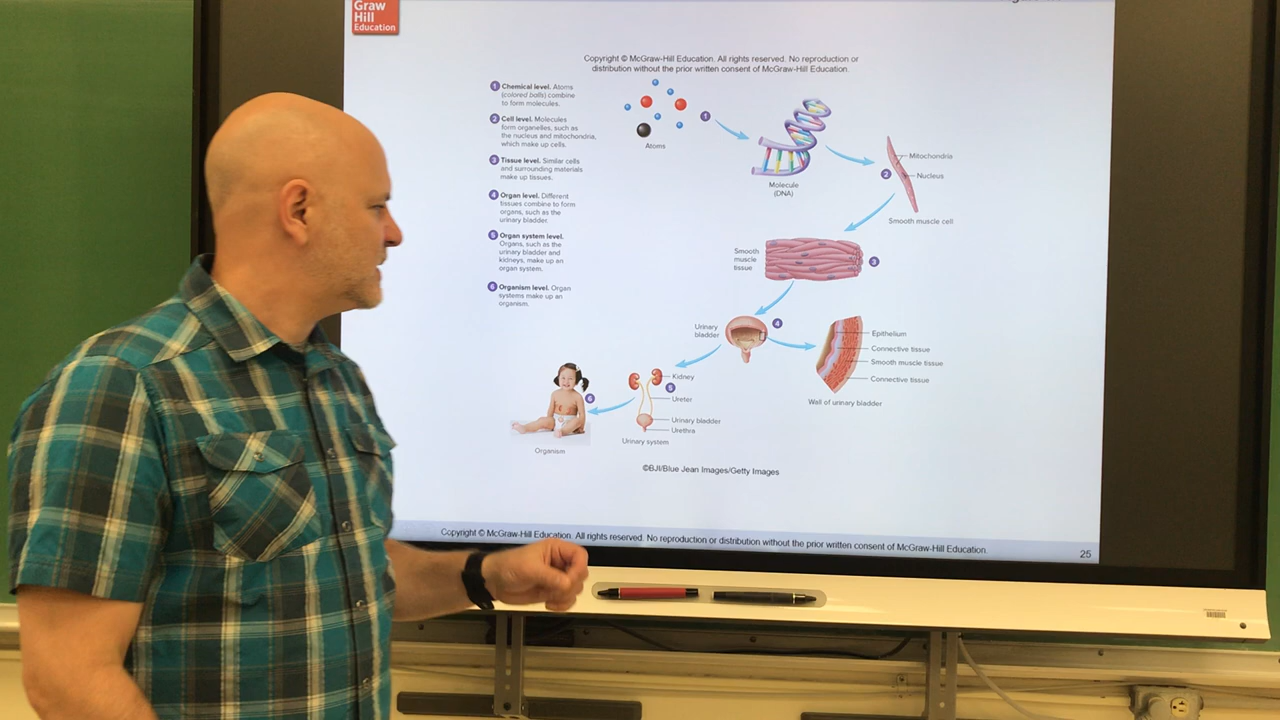 Graw
Hill
Education
Copyright © McGraw-Hill Education. All rights reserved. No reproduction or
distribution without the prior written consent of McGraw-Hill Education.
1 Chemical level. Atoms
(colored balls) combine
to form molecules.
2 Cell level. Molecules
form organelles, such as
the nucleus and mitochondria,
which make up cells.
3 Tissue level. Similar cells
and surrounding materials
make up tissues.
4 Organ level. Different
tissues combine to form
organs, such as the
urinary bladder.
5 Organ system level.
Organs, such as the
urinary bladder and
kidneys, make up an
organ system.
6 Organism level. Organ
systems make up an
organism.
1
Atoms
Molecule
(DNA)
2
Mitochondria
Nucleus
Smooth muscle cell
Smooth
muscle
tissue
3
Urinary
bladder
4
Epithelium
Connective tissue
Smooth muscle tissue
Connective tissue
Wall of urinary bladder
Kidney
5
Ureter
Urinary bladder
Urethra
Urinary system
6
Organism
©BJI/Blue Jean Images/Getty Images
Copyright © McGraw-Hill Education. All rights reserved. No reproduction or distribution without the prior written consent of McGraw-Hill Education.
25